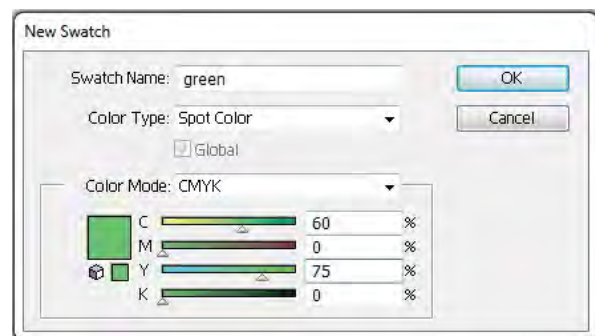 New Swatch
Swatch Name: green
OK
Color Type: Spot Color
Cancel
Global
Color Mode: CMYK
C 60 %
M 0 %
Y 75 %
K 0 %